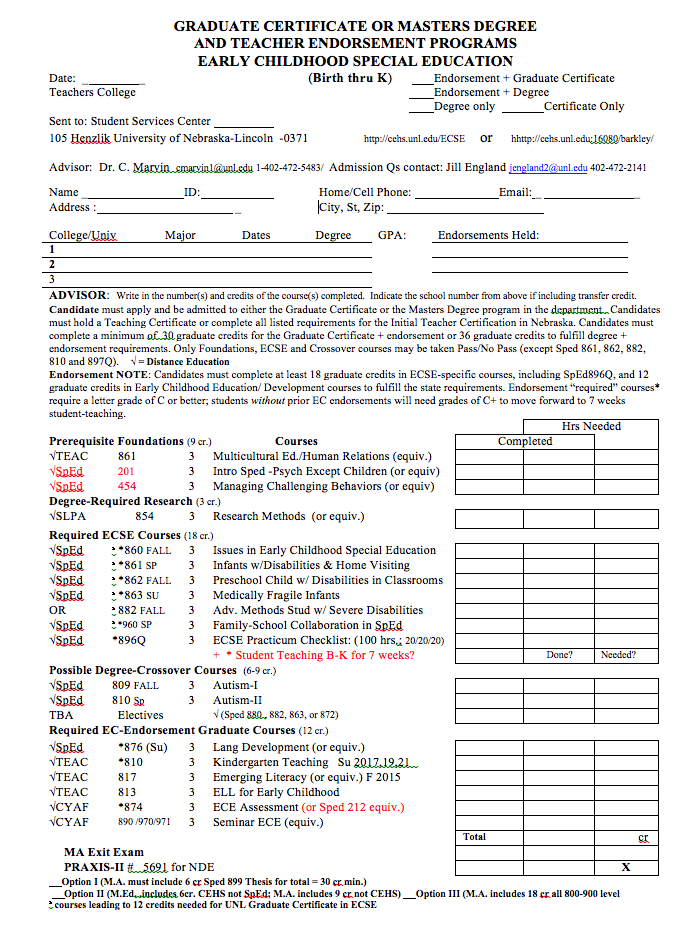 GRADUATE CERTIFICATE OR MASTERS DEGREE
AND TEACHER ENDORSEMENT PROGRAMS
EARLY CHILDHOOD SPECIAL EDUCATION
Date: _ (Birth thru K) ____Endorsement + Graduate Certificate
Teachers College ____Endorsement + Degree
____Degree only ______Certificate Only
Sent to: Student Services Center _________
105 Henzlik University of Nebraska-Lincoln -0371 http://cehs.unl.edu/ECSE or hhttp://cehs.unl.edu:16080/barkley/
Advisor: Dr. C. Marvin cmarvin1@unl.edu 1-402-472-5483/ Admission Qs contact: Jill England jengland2@unl.edu 402-472-2141
Name _______________ID:___________ Home/Cell Phone: _____________Email:_______________
Address :_____________________ _ City, St, Zip: ________________________
College/Univ Major Dates Degree GPA: Endorsements Held:
1
2
3
ADVISOR: Write in the number(s) and credits of the course(s) completed. Indicate the school number from above if including transfer credit.
Candidate must apply and be admitted to either the Graduate Certificate or the Masters Degree program in the department. Candidates
must hold a Teaching Certificate or complete all listed requirements for the Initial Teacher Certification in Nebraska. Candidates must
complete a minimum of 30 graduate credits for the Graduate Certificate + endorsement or 36 graduate credits to fulfill degree +
endorsement requirements. Only Foundations, ECSE and Crossover courses may be taken Pass/No Pass (except Sped 861, 862, 882,
810 and 897Q). √ = Distance Education
Endorsement NOTE: Candidates must complete at least 18 graduate credits in ECSE-specific courses, including SpEd896Q, and 12
graduate credits in Early Childhood Education/ Development courses to fulfill the state requirements. Endorsement “required” courses*
require a letter grade of C or better; students without prior EC endorsements will need grades of C+ to move forward to 7 weeks
student-teaching.
Hrs Needed
Prerequisite Foundations (9 cr.) Courses Completed
√TEAC 861 3 Multicultural Ed./Human Relations (equiv.)
√SpEd 201 3 Intro Sped -Psych Except Children (or equiv)
√SpEd 454 3 Managing Challenging Behaviors (or equiv)
Degree-Required Research (3 cr.)
√SLPA 854 3 Research Methods (or equiv.)
Required ECSE Courses (18 cr.)
√SpEd *860 FALL 3 Issues in Early Childhood Special Education
√SpEd *861 SP 3 Infants w/Disabilities & Home Visiting
√SpEd *862 FALL 3 Preschool Child w/ Disabilities in Classrooms
√SpEd *863 SU 3 Medically Fragile Infants
OR 882 FALL 3 Adv. Methods Stud w/ Severe Disabilities
√SpEd *960 SP 3 Family-School Collaboration in SpEd
√SpEd *896Q 3 ECSE Practicum Checklist: (100 hrs.; 20/20/20)
+ * Student Teaching B-K for 7 weeks? Done? Needed?
Possible Degree-Crossover Courses (6-9 cr.)
√SpEd 809 FALL 3 Autism-I
√SpEd 810 Sp 3 Autism-II
TBA Electives √ (Sped 880., 882, 863, or 872)
Required EC-Endorsement Graduate Courses (12 cr.)
√SpEd *876 (Su) 3 Lang Development (or equiv.)
√TEAC *810 3 Kindergarten Teaching Su 2017,19,21
√TEAC 817 3 Emerging Literacy (or equiv.) F 2015
√TEAC 813 3 ELL for Early Childhood
√CYAF *874 3 ECE Assessment (or Sped 212 equiv.)
√CYAF 890 /970/971 3 Seminar ECE (equiv.)
Total cr
MA Exit Exam
PRAXIS-II #_ 5691 for NDE X
__Option I (M.A. must include 6 cr Sped 899 Thesis for total = 30 cr min.)
__Option II (M.Ed. includes 6cr. CEHS not SpEd; M.A. includes 9 cr not CEHS) __Option III (M.A. includes 18 cr all 800-900 level
courses leading to 12 credits needed for UNL Graduate Certificate in ECSE